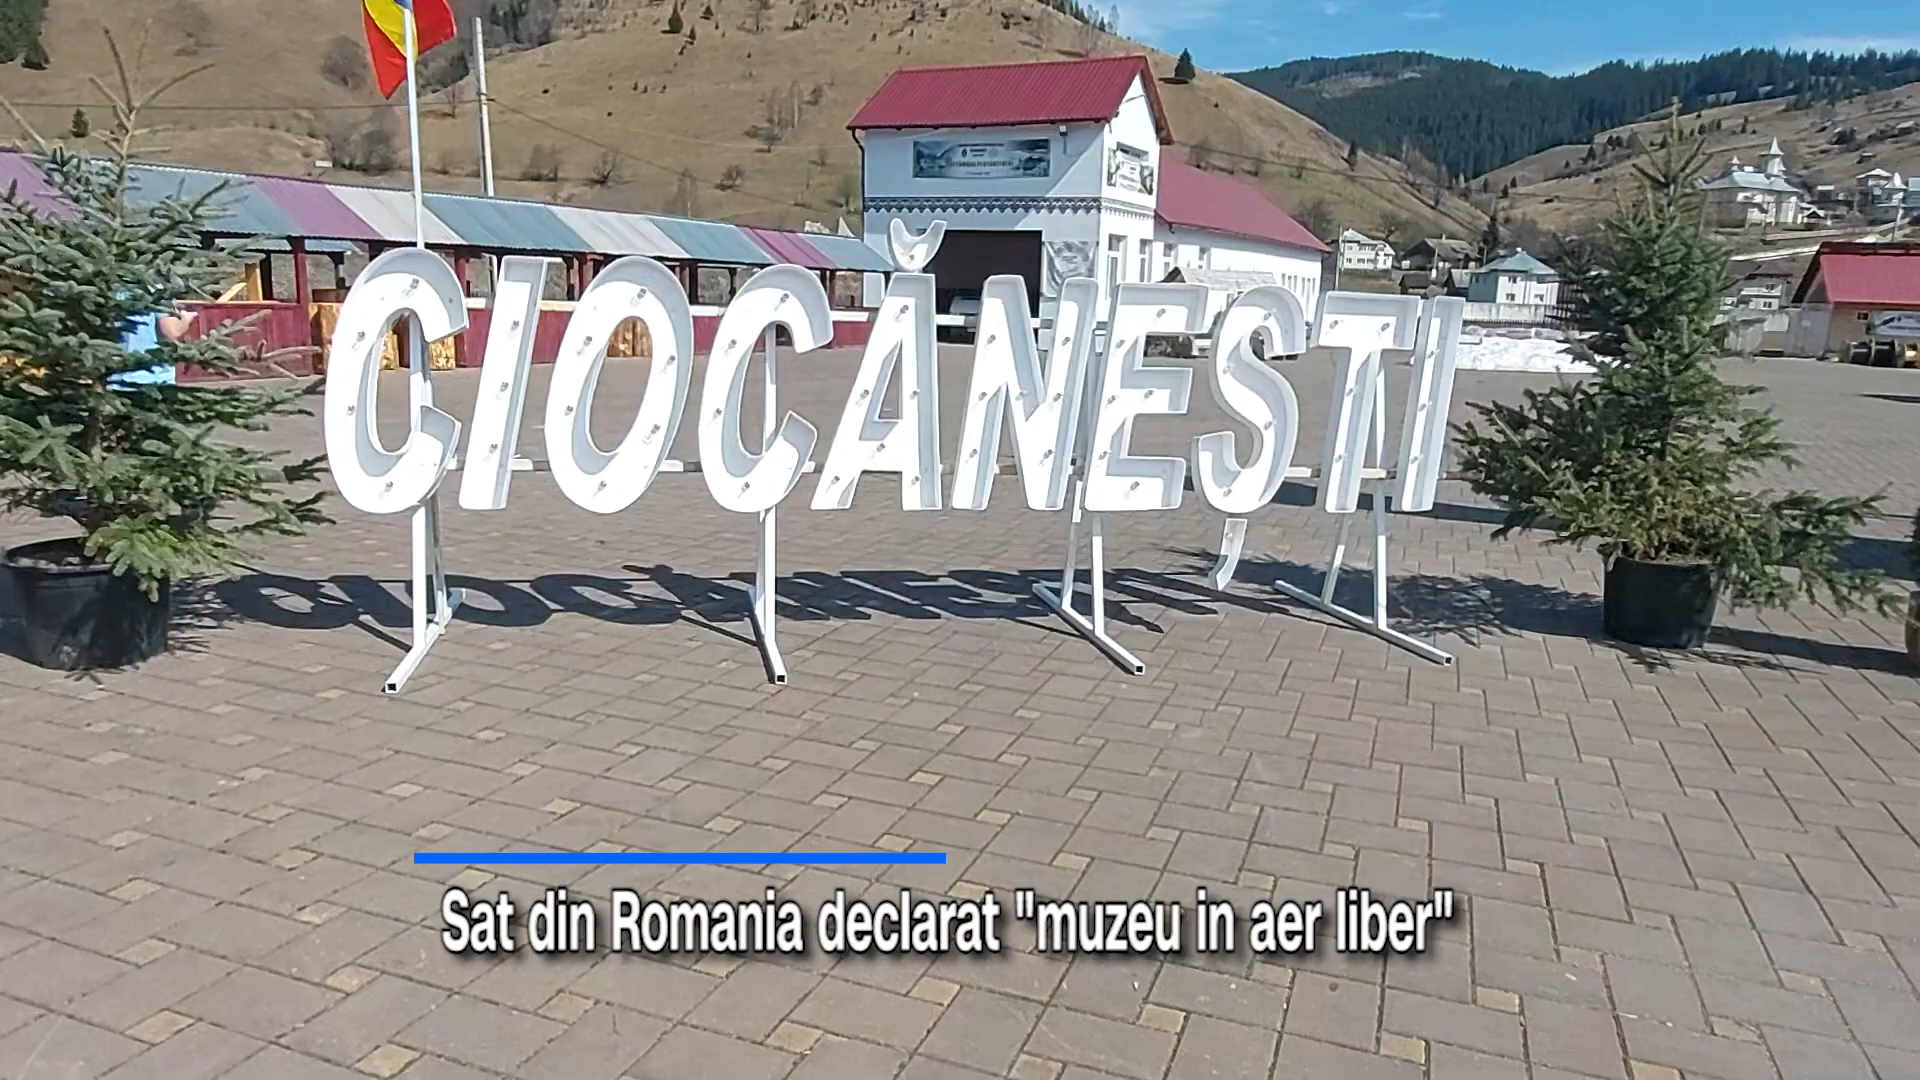 CIOCĂNEȘTI
Sat din Romania declarat "muzeu in aer liber"